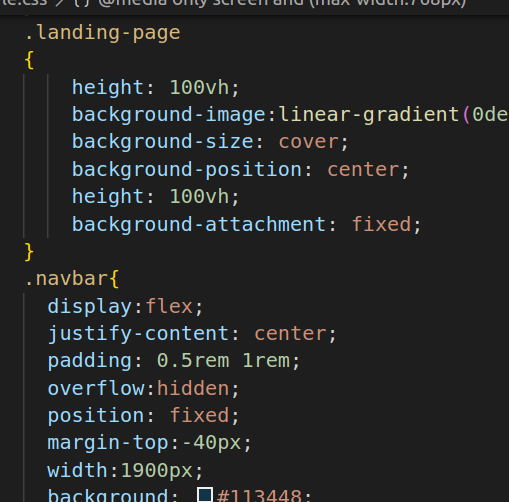 le.css > {} @media only screen and (max-width:768px)
.landing-page
{
height: 100vh;
background-image:linear-gradient(0de
background-size: cover;
background-position: center;
height: 100vh;
background-attachment: fixed;
}
.navbar{
display:flex;
justify-content: center;
padding: 0.5rem 1rem;
overflow:hidden;
position: fixed;
margin-top:-40px;
width:1900px;
background: #113448;